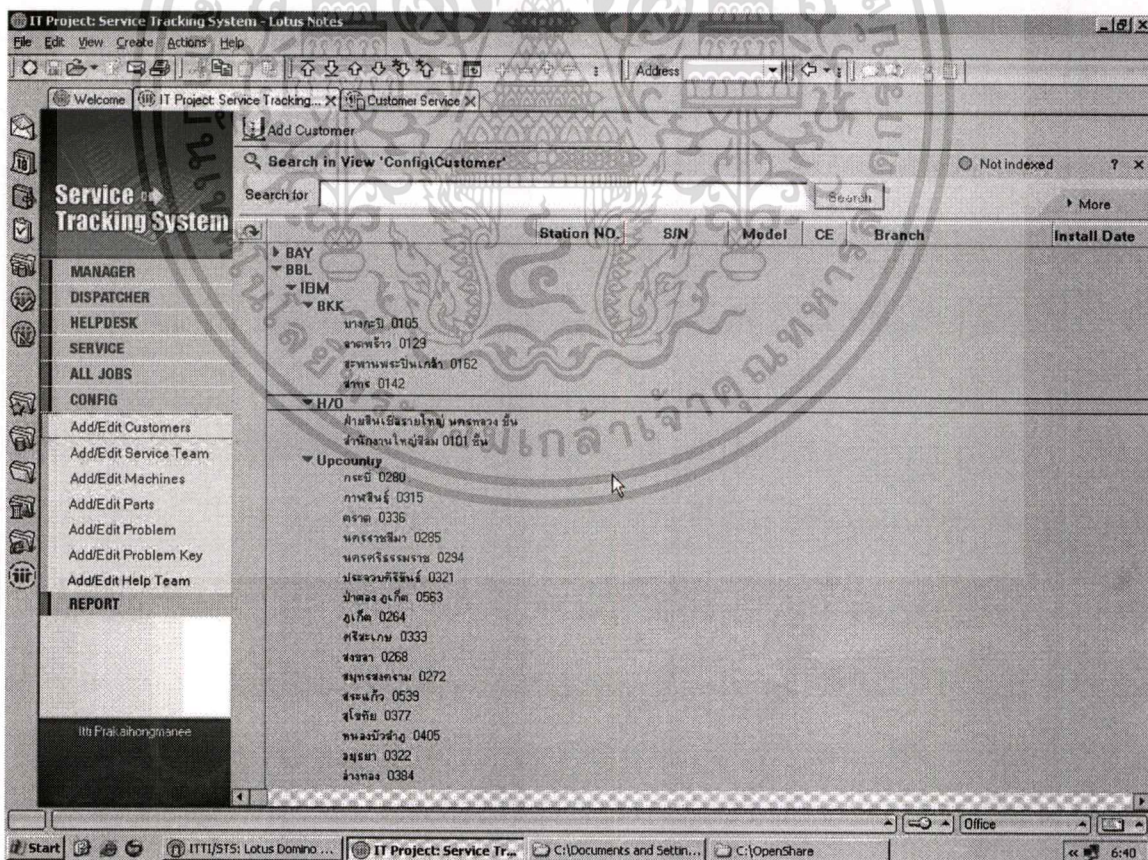 IT Project: Service Tracking System - Lotus Notes
File Edit View Create Actions Help
Address
Welcome IT Project: Service Tracking... Customer Service
Add Customer
Search in View 'Config\Customer'
Not indexed ? X
Search for
Search
More
Service
Tracking System
Station NO. S/N Model CE Branch Install Date
MANAGER
DISPATCHER
HELPDESK
SERVICE
ALL JOBS
CONFIG
Add/Edit Customers
Add/Edit Service Team
Add/Edit Machines
Add/Edit Parts
Add/Edit Problem
Add/Edit Problem Key
Add/Edit Help Team
REPORT
Itti Prakaihongmanee
BAY
BBL
IBM
BKK
บางกะปิ 0105
ลาดพร้าว 0129
สะพานพระปิ่นเกล้า 0162
สาทร 0142
H/O
ฝ่ายสินเชื่อรายใหญ่ นครหลวง ชั้น
สำนักงานใหญ่สีลม 0101 ชั้น
Upcountry
กระบี่ 0280
กาฬสินธุ์ 0315
ตราด 0336
นครราชสีมา 0285
นครศรีธรรมราช 0294
ประจวบคีรีขันธ์ 0321
ป่าตอง ภูเก็ต 0563
ภูเก็ต 0264
ศรีสะเกษ 0333
สงขลา 0268
สมุทรสงคราม 0272
สระแก้ว 0539
สุโขทัย 0377
หนองบัวลำภู 0405
อยุธยา 0322
อ่างทอง 0384
Office
Start ITTI/STS: Lotus Domino ... IT Project: Service Tr... C:\Documents and Settin... C:\OpenShare 6:40